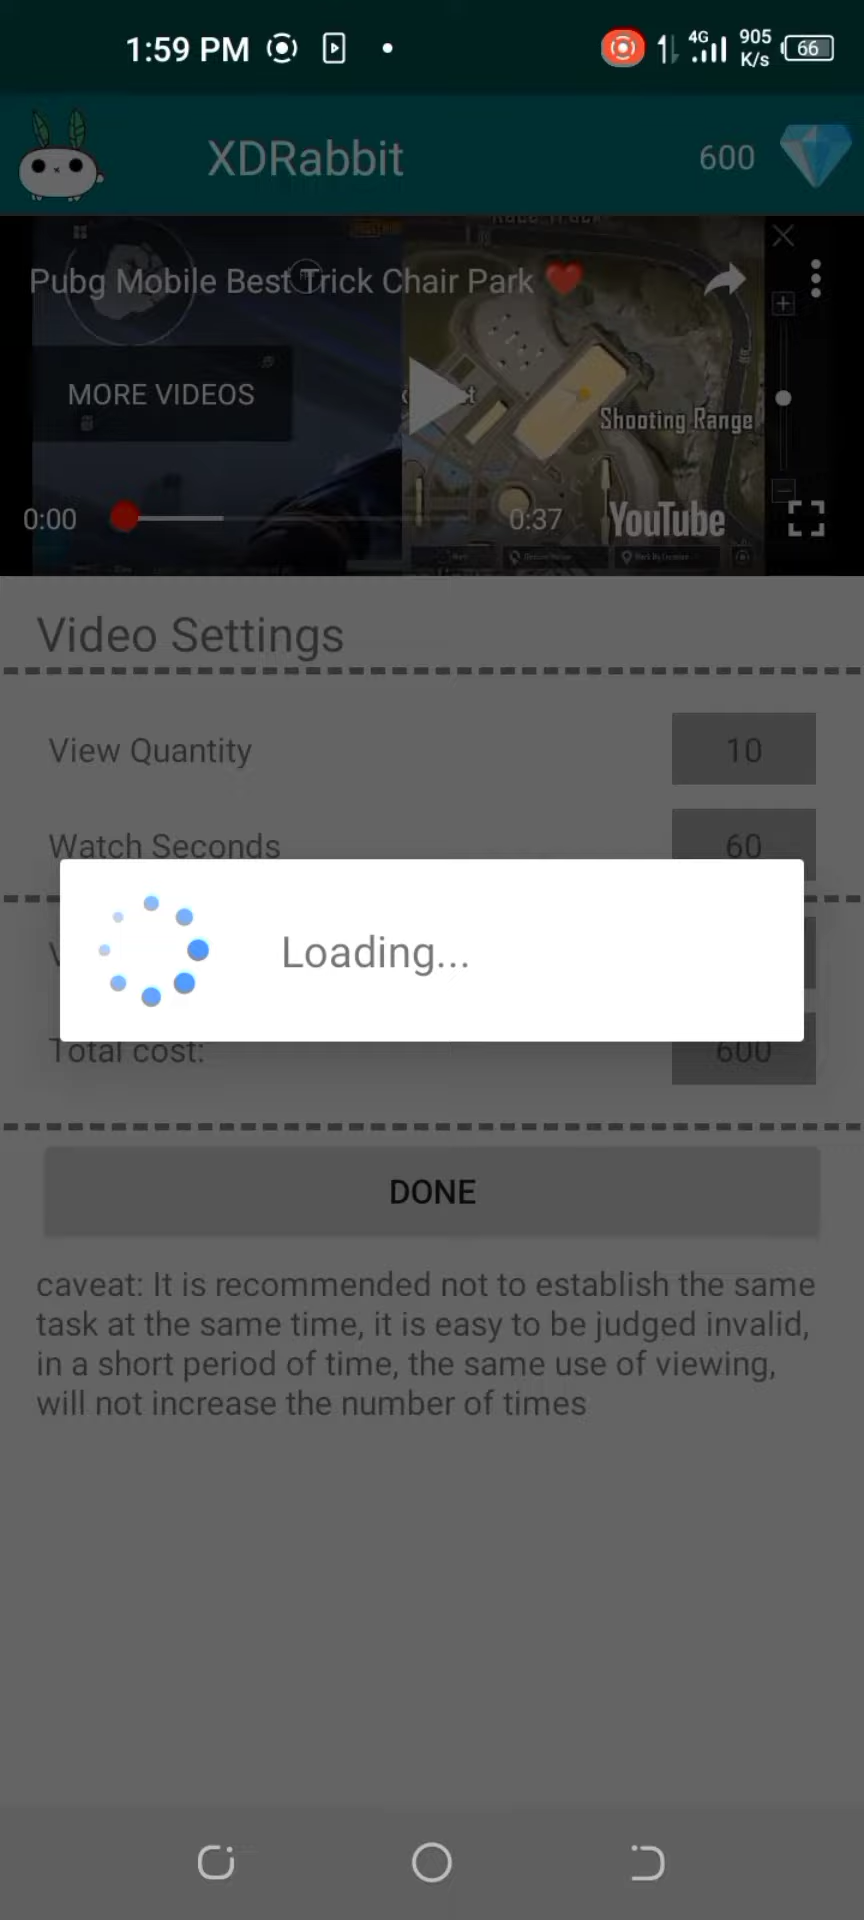 1:59 PM
4G
905
K/s
66
XDRabbit
600
Pubg Mobile Best Trick Chair Park ❤️
MORE VIDEOS
Shooting Range
0:00
0:37
YouTube
Video Settings
View Quantity
10
Watch Seconds
60
Loading...
Total cost:
600
DONE
caveat: It is recommended not to establish the same
task at the same time, it is easy to be judged invalid,
in a short period of time, the same use of viewing,
will not increase the number of times